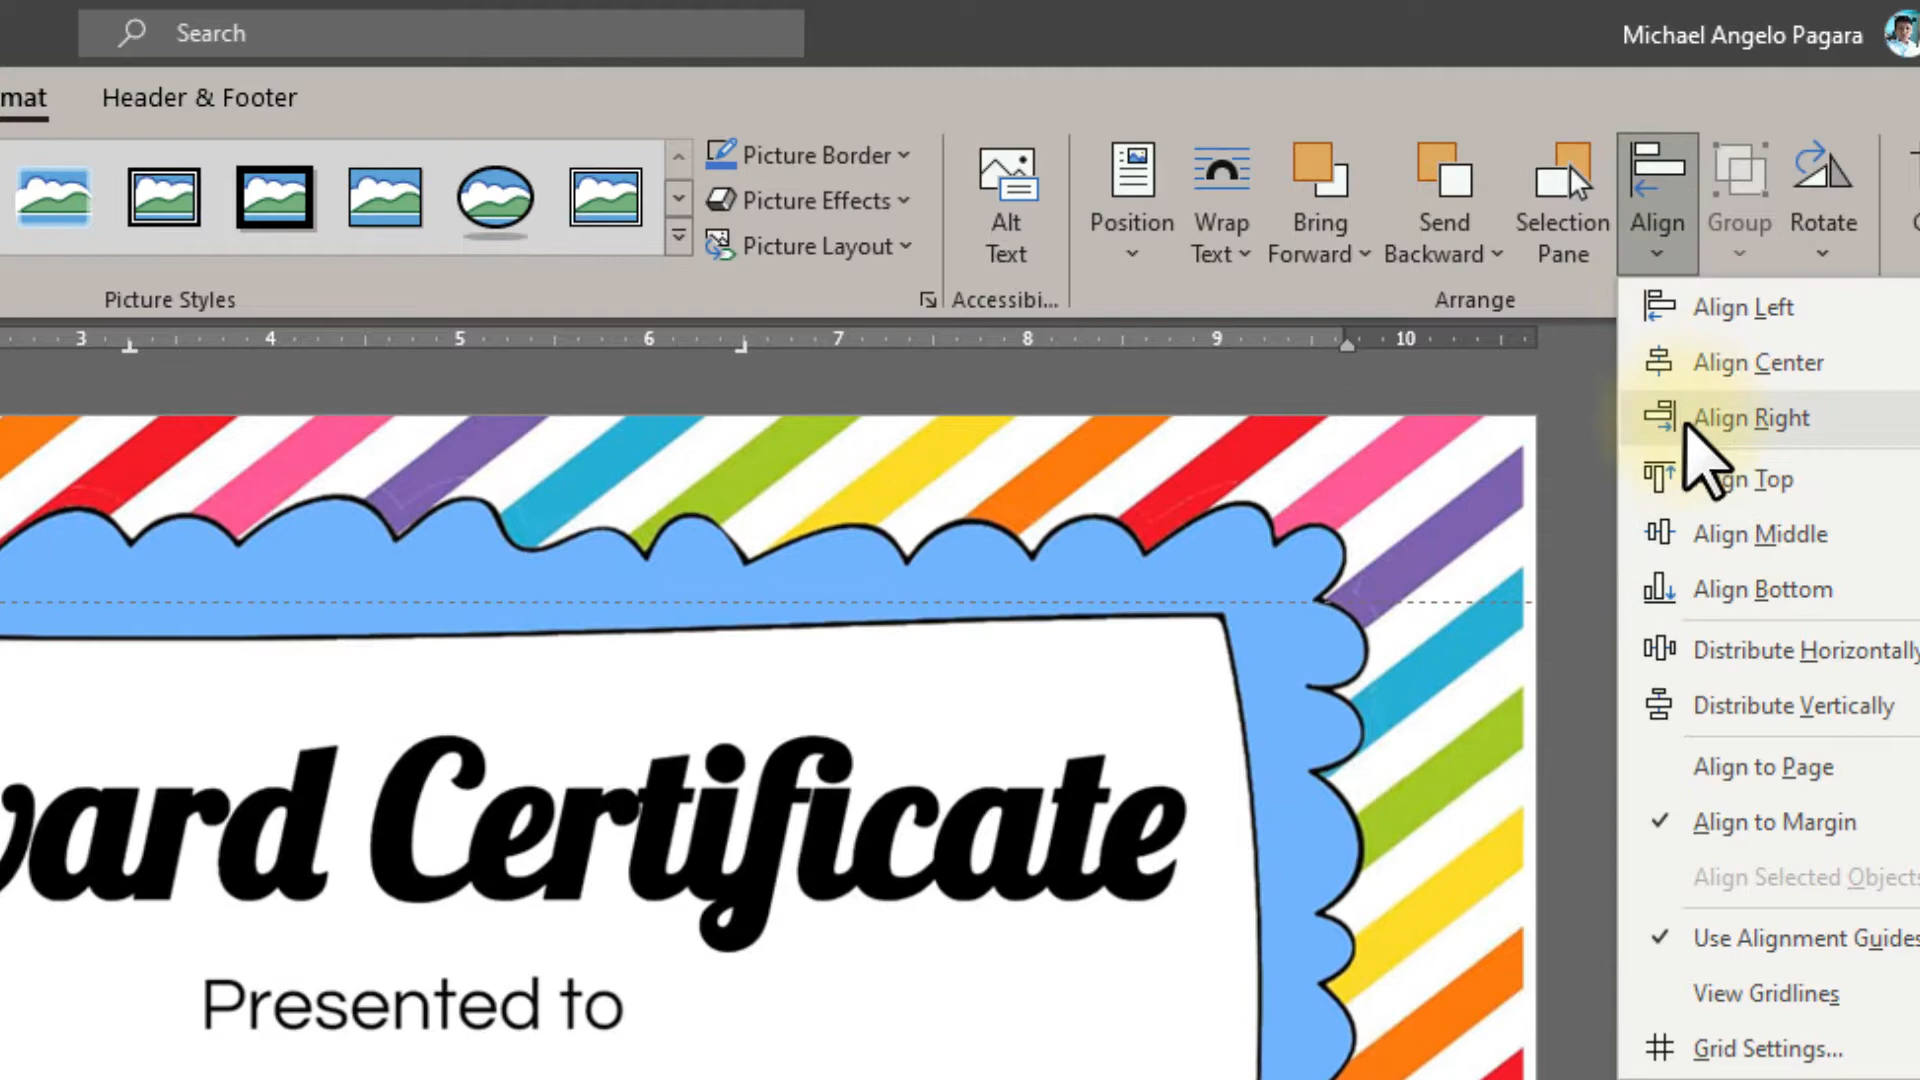 Search
Michael Angelo Pagara
mat
Header & Footer
Picture Border
Picture Effects
Picture Layout
Alt
Text
Position
Wrap
Text
Bring
Forward
Send
Backward
Selection
Pane
Align
Group
Rotate
Picture Styles
Accessibi...
Arrange
3 4 5 6 7 8 9 10
Align Left
Align Center
Align Right
gn Top
Align Middle
Align Bottom
Distribute Horizontally
Distribute Vertically
Align to Page
Align to Margin
Align Selected Objects
Use Alignment Guides
View Gridlines
Grid Settings...
ward Certificate
Presented to